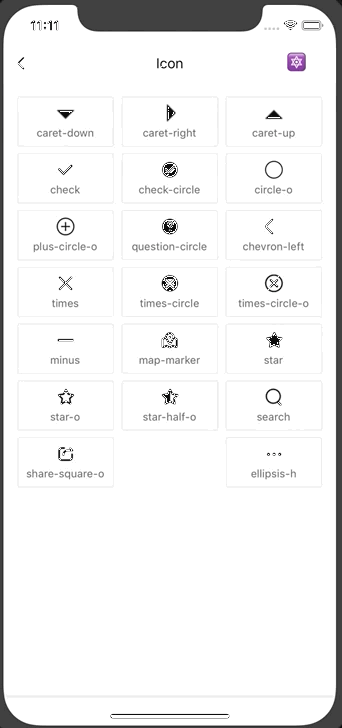 11:11
Icon
caret-down caret-right caret-up
check check-circle circle-o
plus-circle-o question-circle chevron-left
times times-circle times-circle-o
minus map-marker star
star-o star-half-o search
share-square-o ellipsis-h